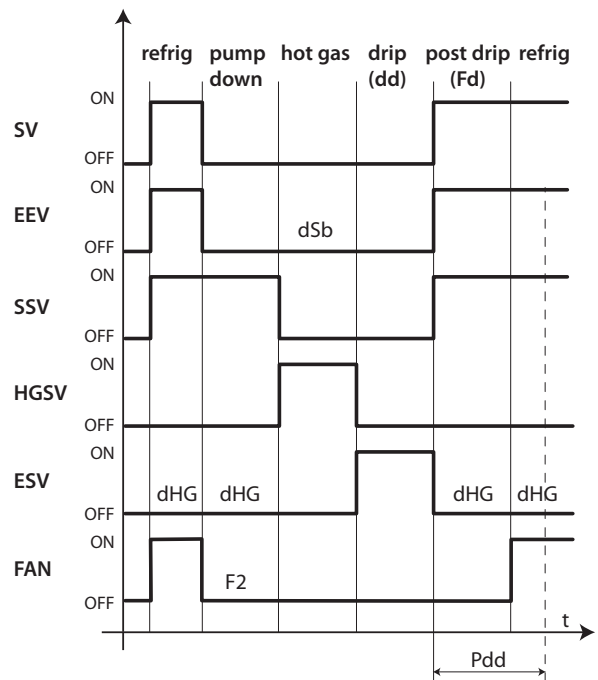 refrig pump hot gas drip post drip refrig
down (dd) (Fd)
ON
SV
OFF
ON
EEV
dSb
OFF
ON
SSV
OFF
ON
HGSV
OFF
ON
ESV
dHG dHG dHG dHG
OFF
ON
FAN
F2
OFF
t
Pdd